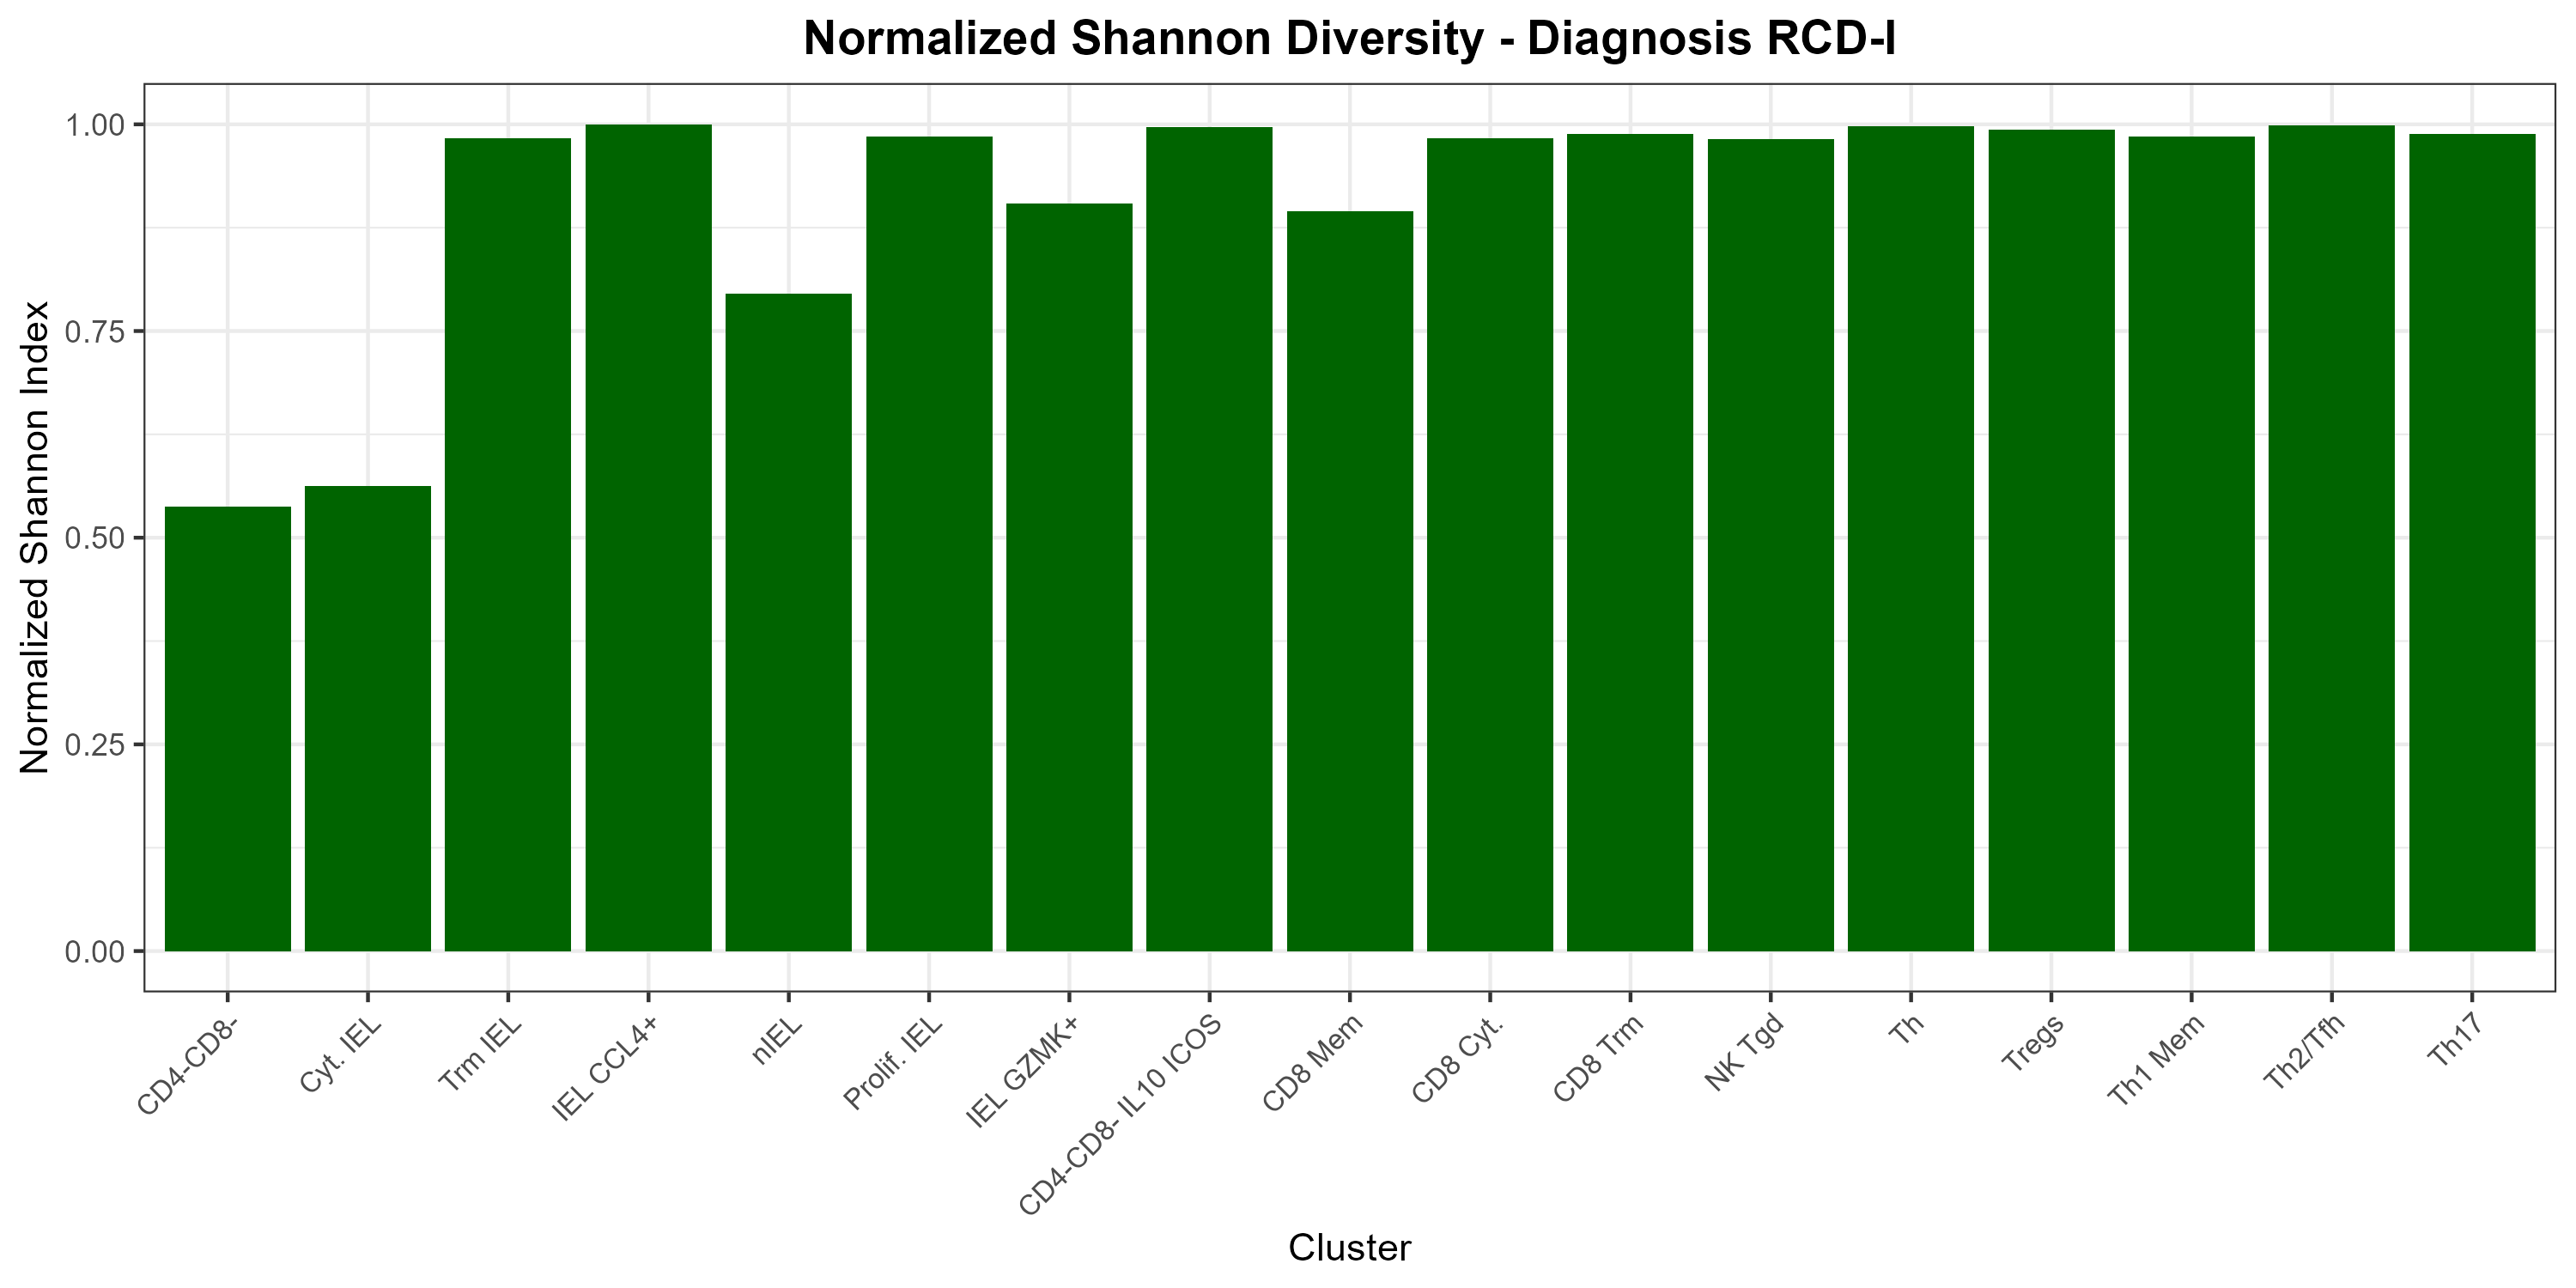 Normalized Shannon Diversity - Diagnosis RCD-I
Normalized Shannon Index
1.00
0.75
0.50
0.25
0.00
CD4-CD8-
Cyt. IEL
Trm IEL
IEL CCL4+
nIEL
Prolif. IEL
IEL GZMK+
CD4-CD8- IL10 ICOS
CD8 Mem
CD8 Cyt.
CD8 Trm
NK Tgd
Th
Tregs
Th1 Mem
Th2/Tfh
Th17
Cluster